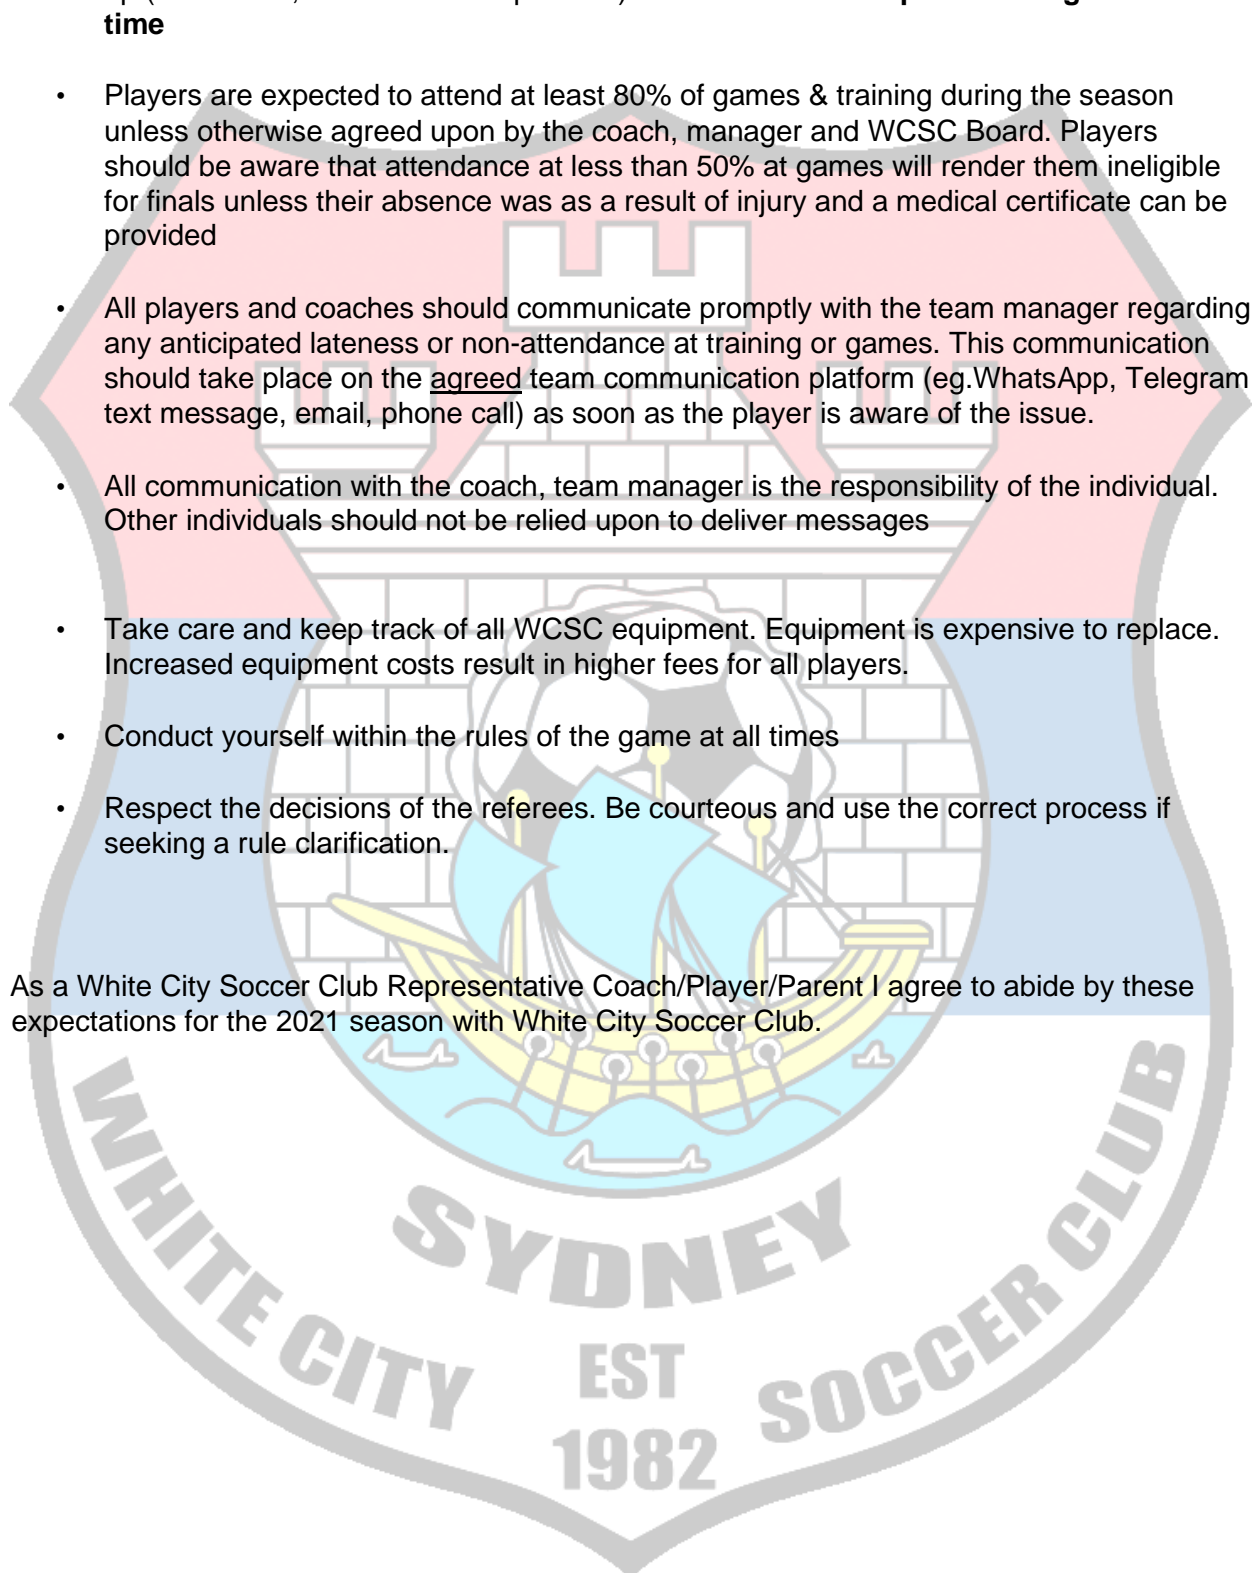 time
• Players are expected to attend at least 80% of games & training during the season
unless otherwise agreed upon by the coach, manager and WCSC Board. Players
should be aware that attendance at less than 50% at games will render them ineligible
for finals unless their absence was as a result of injury and a medical certificate can be
provided
• All players and coaches should communicate promptly with the team manager regarding
any anticipated lateness or non-attendance at training or games. This communication
should take place on the agreed team communication platform (eg.WhatsApp, Telegram
text message, email, phone call) as soon as the player is aware of the issue.
• All communication with the coach, team manager is the responsibility of the individual.
Other individuals should not be relied upon to deliver messages
• Take care and keep track of all WCSC equipment. Equipment is expensive to replace.
Increased equipment costs result in higher fees for all players.
• Conduct yourself within the rules of the game at all times
• Respect the decisions of the referees. Be courteous and use the correct process if
seeking a rule clarification.
As a White City Soccer Club Representative Coach/Player/Parent I agree to abide by these
expectations for the 2021 season with White City Soccer Club.
SYDNEY
WHITE CITY SOCCER CLUB
EST
1982